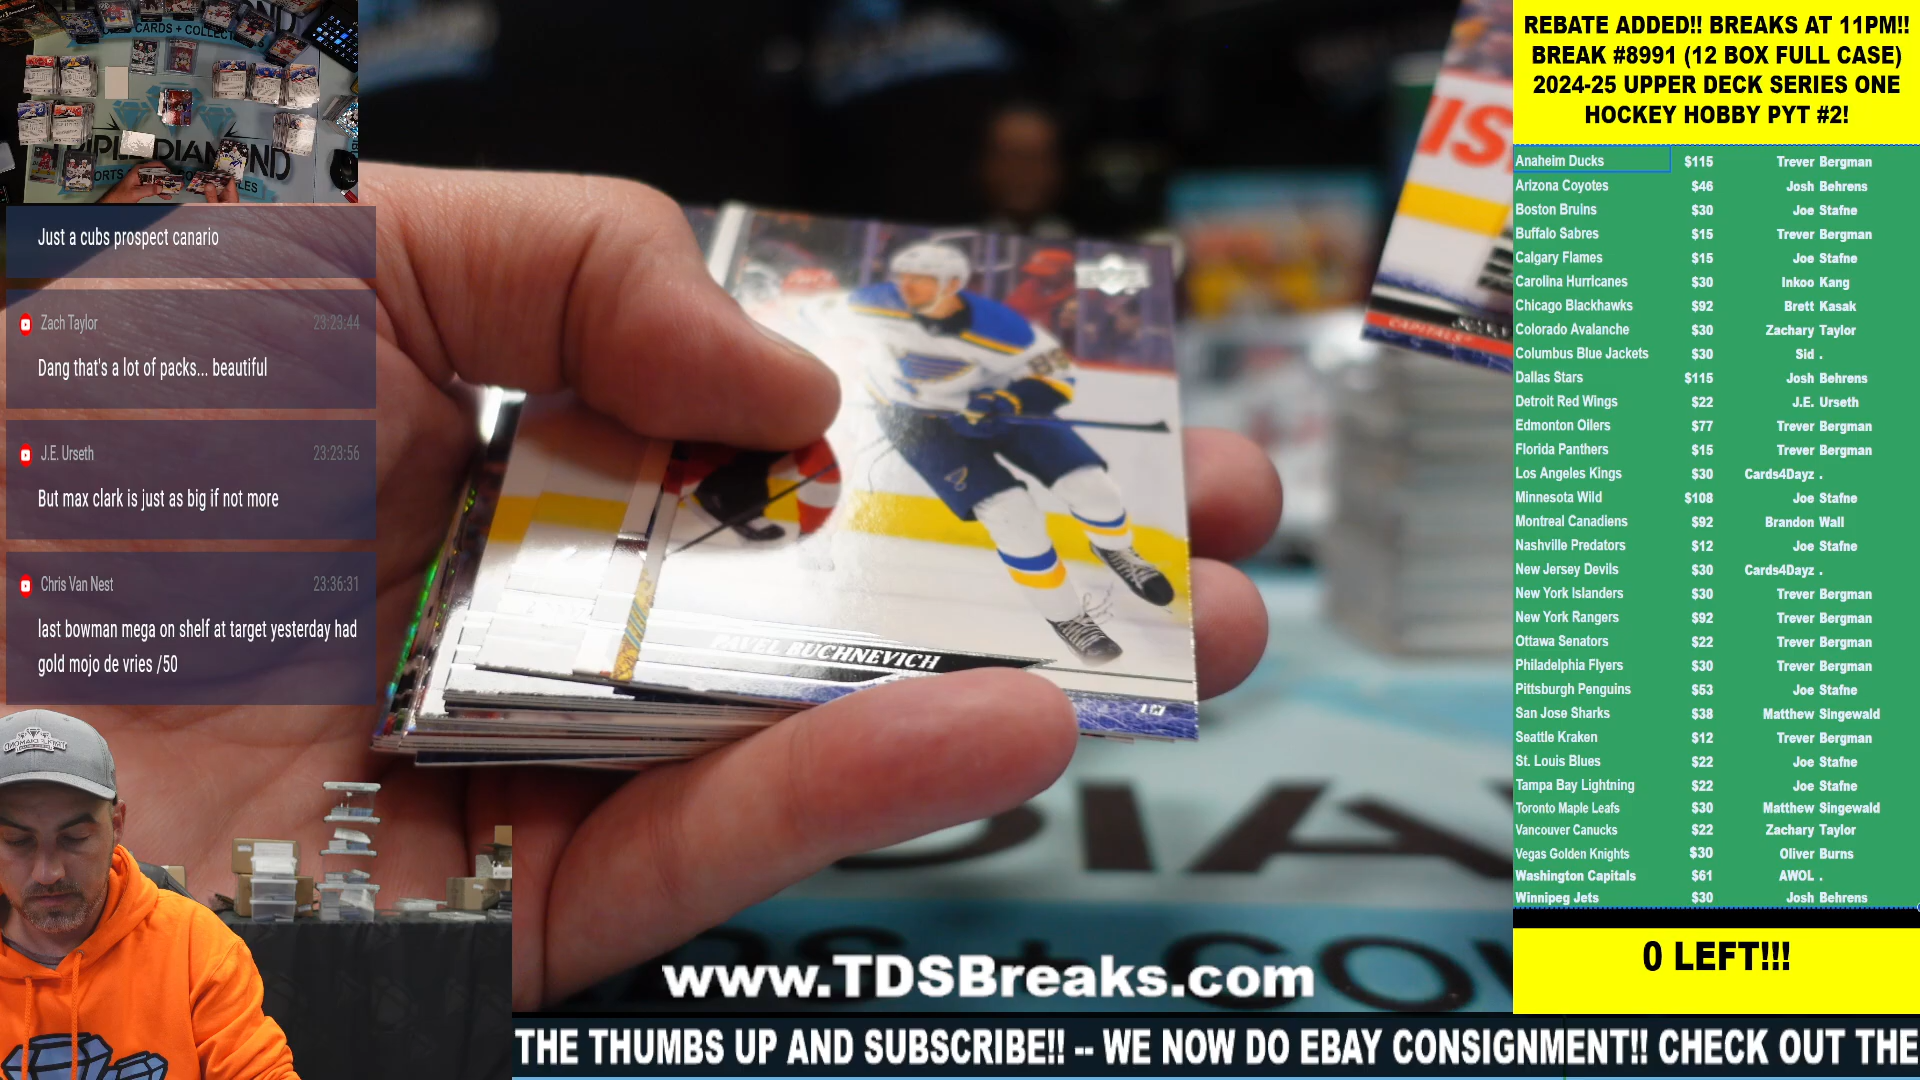 REBATE ADDED!! BREAKS AT 11PM!!
BREAK #8991 (12 BOX FULL CASE)
2024-25 UPPER DECK SERIES ONE
HOCKEY HOBBY PYT #2!
Anaheim Ducks $115 Trever Bergman
Arizona Coyotes $46 Josh Behrens
Boston Bruins $30 Joe Stafne
Buffalo Sabres $15 Trever Bergman
Calgary Flames $15 Joe Stafne
Carolina Hurricanes $30 Inkoo Kang
Chicago Blackhawks $92 Brett Kasak
Colorado Avalanche $30 Zachary Taylor
Columbus Blue Jackets $30 Sid .
Dallas Stars $115 Josh Behrens
Detroit Red Wings $22 J.E. Urseth
Edmonton Oilers $77 Trever Bergman
Florida Panthers $15 Trever Bergman
Los Angeles Kings $30 Cards4Dayz .
Minnesota Wild $108 Joe Stafne
Montreal Canadiens $92 Brandon Wall
Nashville Predators $12 Joe Stafne
New Jersey Devils $30 Cards4Dayz .
New York Islanders $30 Trever Bergman
New York Rangers $92 Trever Bergman
Ottawa Senators $22 Trever Bergman
Philadelphia Flyers $30 Trever Bergman
Pittsburgh Penguins $53 Joe Stafne
San Jose Sharks $38 Matthew Singewald
Seattle Kraken $12 Trever Bergman
St. Louis Blues $22 Joe Stafne
Tampa Bay Lightning $22 Joe Stafne
Toronto Maple Leafs $30 Matthew Singewald
Vancouver Canucks $22 Zachary Taylor
Vegas Golden Knights $30 Oliver Burns
Washington Capitals $61 AWOL .
Winnipeg Jets $30 Josh Behrens
0 LEFT!!!
Just a cubs prospect canario
Zach Taylor 23:23:44
Dang that's a lot of packs... beautiful
J.E. Urseth 23:23:56
But max clark is just as big if not more
Chris Van Nest 23:36:31
last bowman mega on shelf at target yesterday had
gold mojo de vries /50
CAPITALS
PAVEL BUCHNEVICH
LW
www.TDSBreaks.com
THE THUMBS UP AND SUBSCRIBE!! -- WE NOW DO EBAY CONSIGNMENT!! CHECK OUT THE